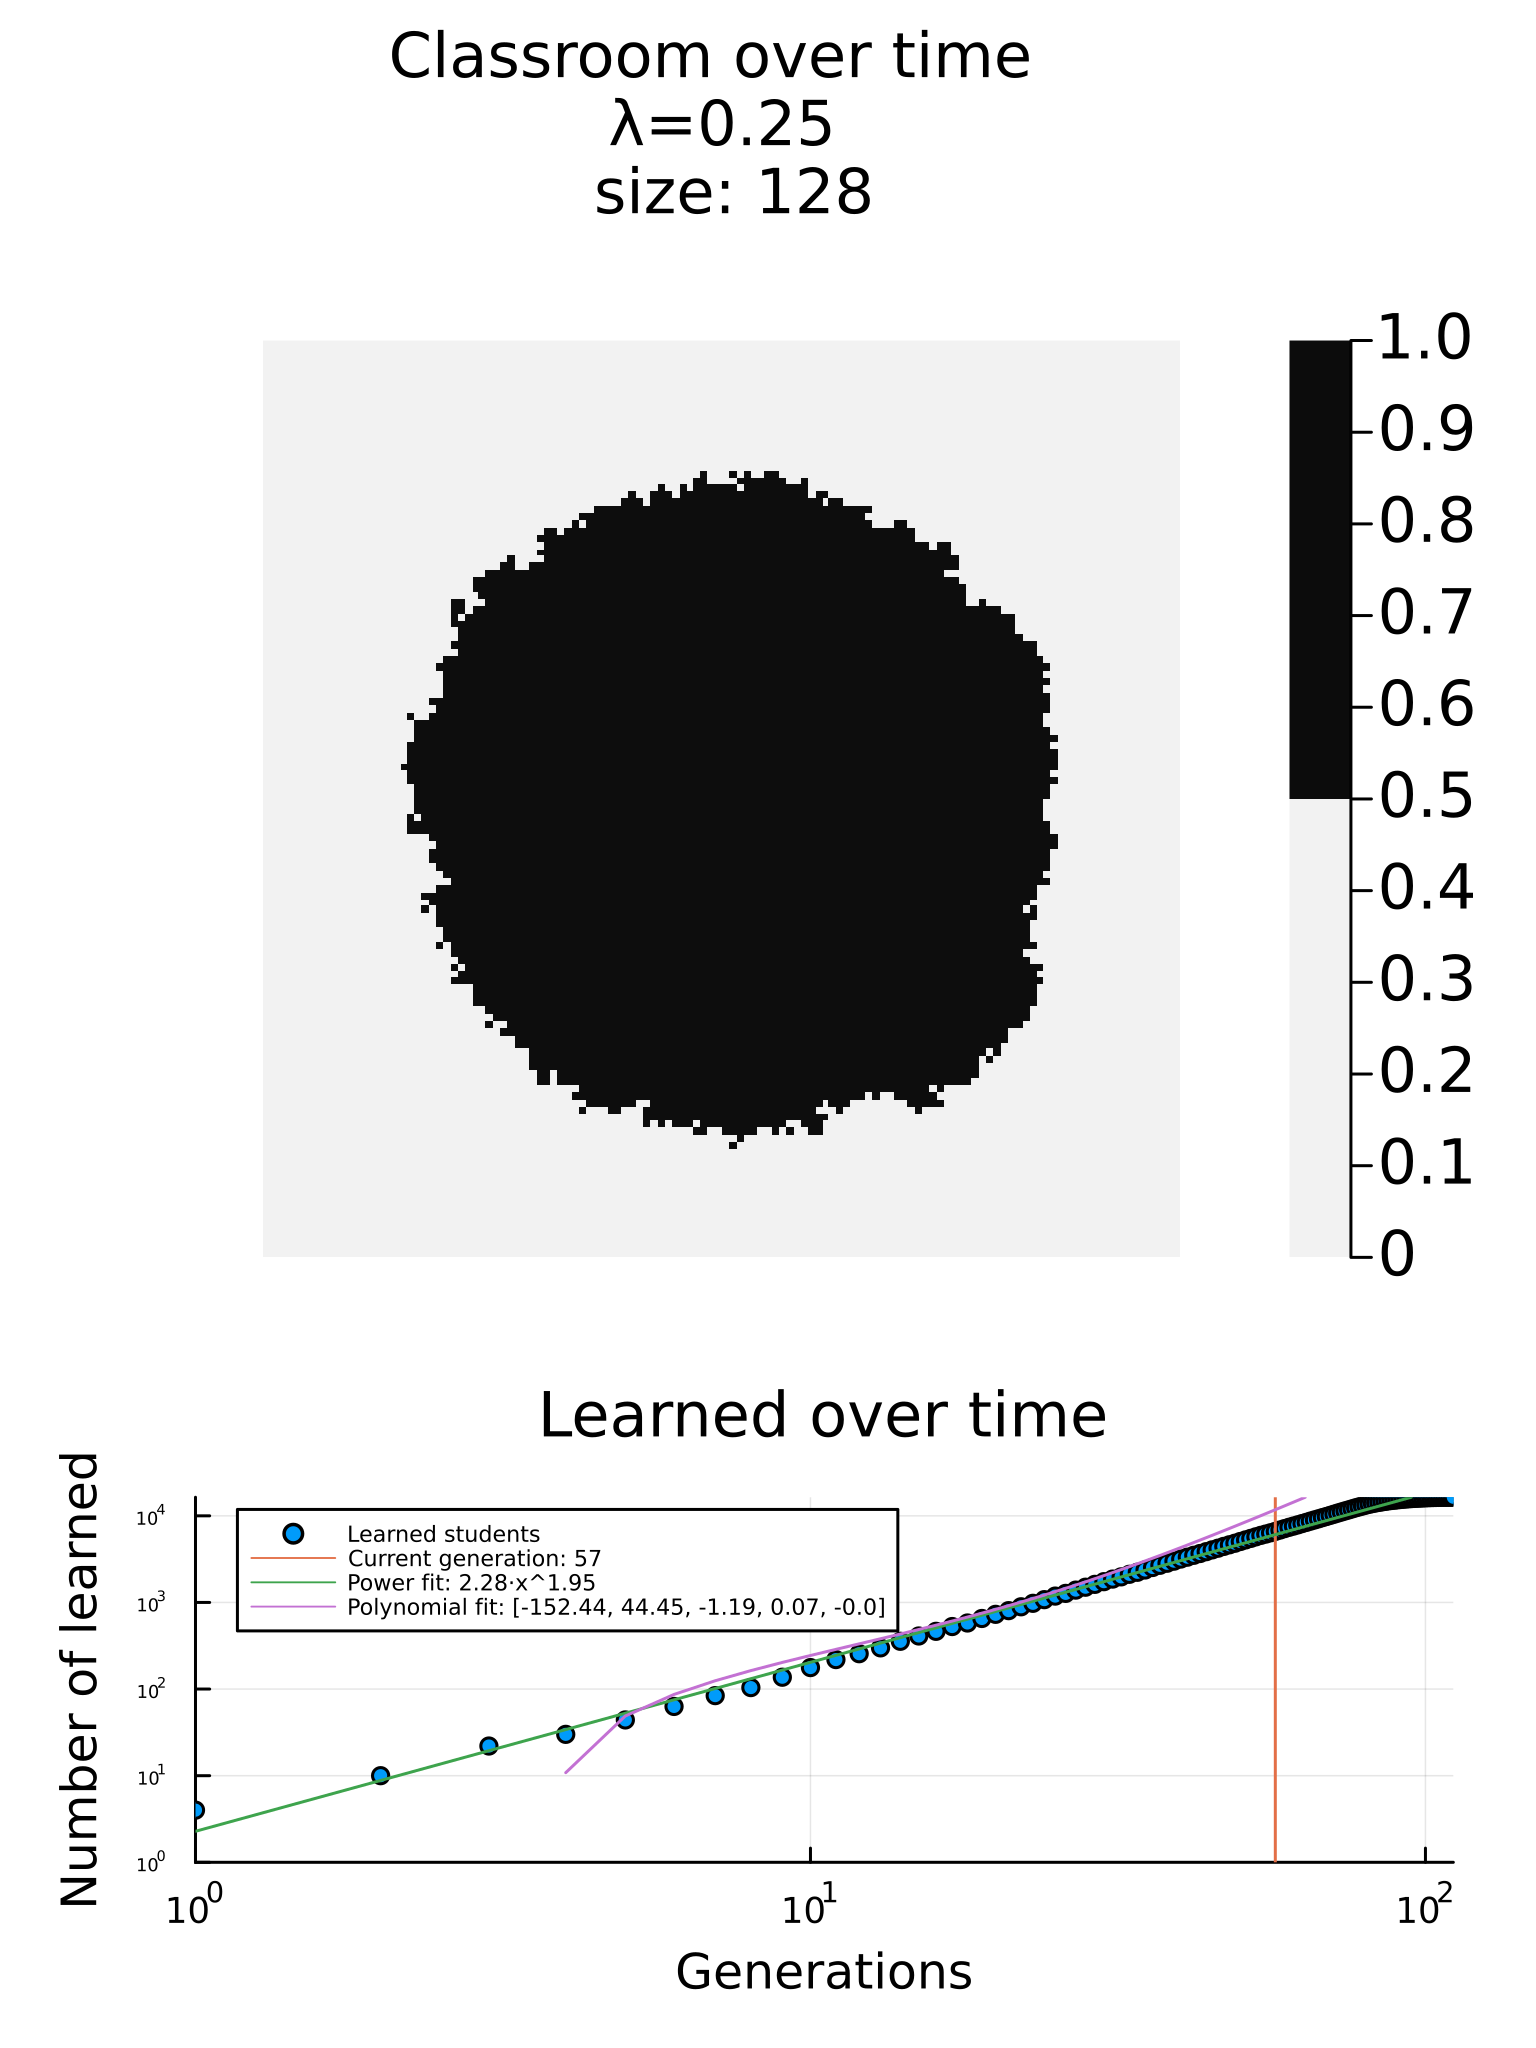 Classroom over time
λ=0.25
size: 128
1.0
0.9
0.8
0.7
0.6
0.5
0.4
0.3
0.2
0.1
0
Learned over time
Number of learned
10^4
10^3
10^2
10^1
10^0
Learned students
Current generation: 57
Power fit: 2.28·x^1.95
Polynomial fit: [-152.44, 44.45, -1.19, 0.07, -0.0]
10^0
10^1
10^2
Generations